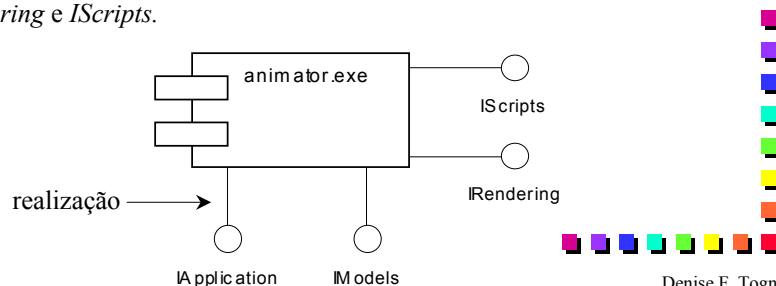 ring e IScripts.
animator.exe
IScripts
IRendering
realização
IApplication
IModels
Denise F. Togn